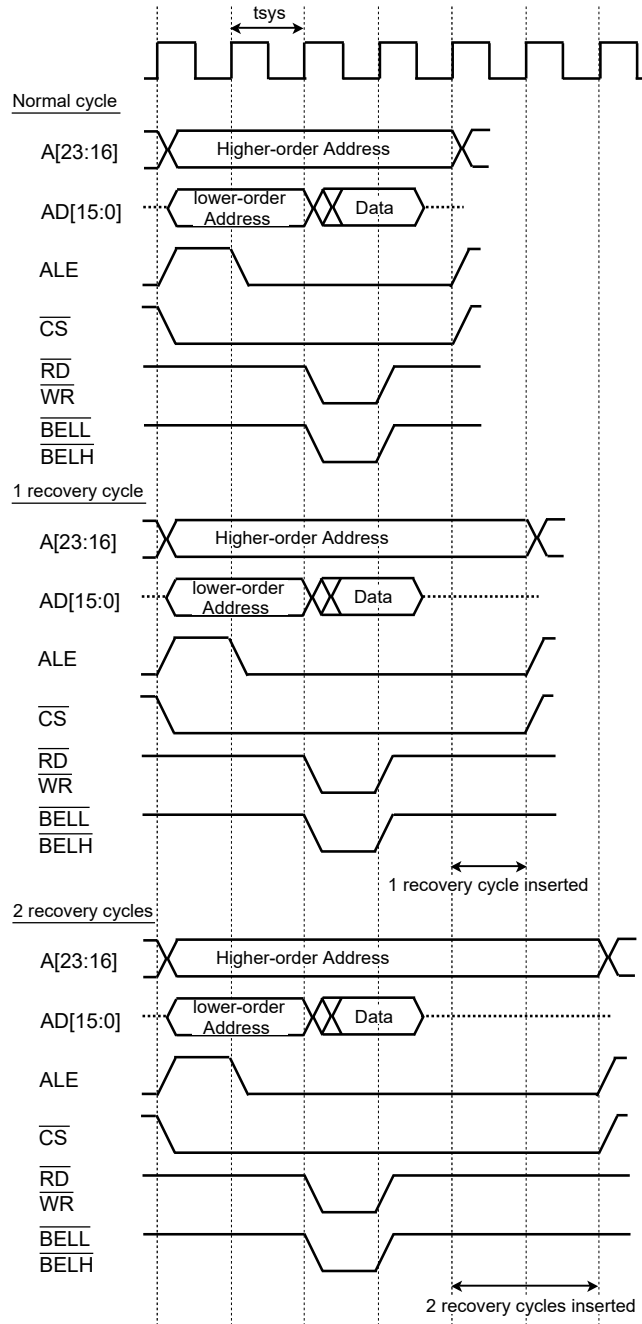 tsys
Normal cycle
A[23:16]
Higher-order Address
AD[15:0]
lower-order
Address
Data
ALE
CS
RD
WR
BELL
BELH
1 recovery cycle
A[23:16]
Higher-order Address
AD[15:0]
lower-order
Address
Data
ALE
CS
RD
WR
BELL
BELH
1 recovery cycle inserted
2 recovery cycles
A[23:16]
Higher-order Address
AD[15:0]
lower-order
Address
Data
ALE
CS
RD
WR
BELL
BELH
2 recovery cycles inserted